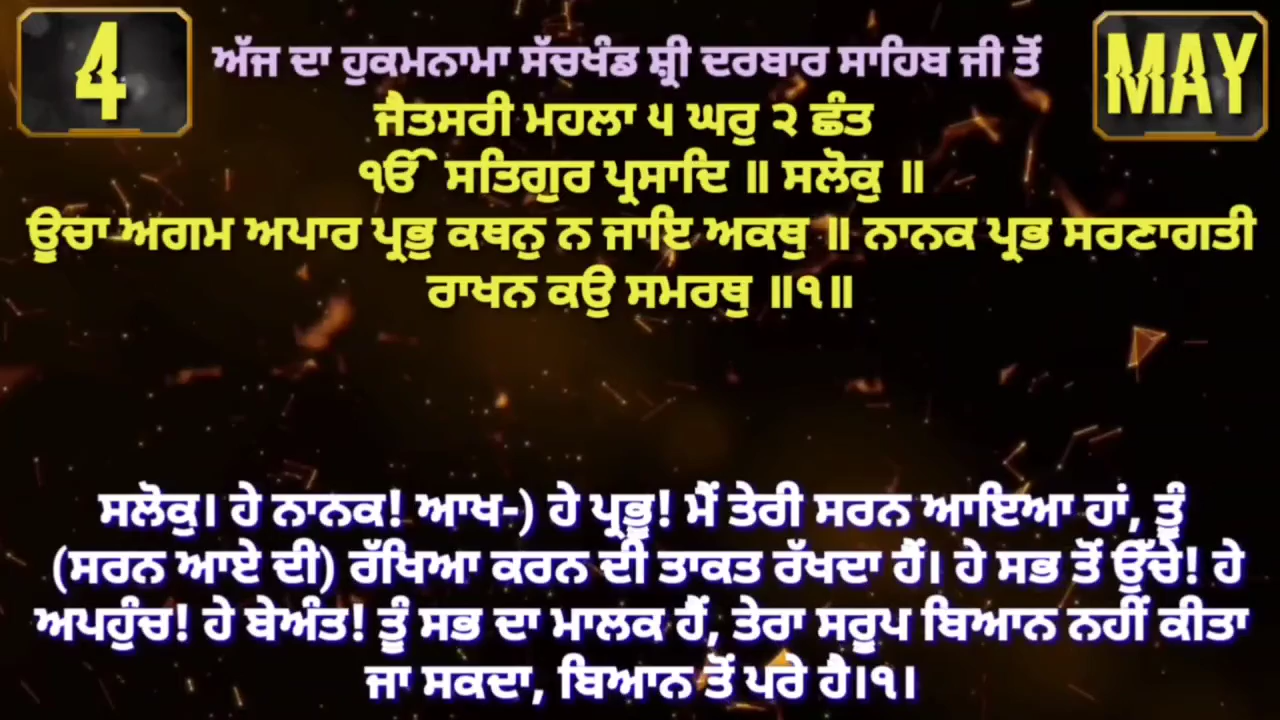 4
ਅੱਜ ਦਾ ਹੁਕਮਨਾਮਾ ਸੱਚਖੰਡ ਸ਼੍ਰੀ ਦਰਬਾਰ ਸਾਹਿਬ ਜੀ ਤੋਂ
MAY
ਜੈਤਸਰੀ ਮਹਲਾ ੫ ਘਰੁ ੨ ਛੰਤ
ੴ ਸਤਿਗੁਰ ਪ੍ਰਸਾਦਿ ॥ ਸਲੋਕੁ ॥
ਊਚਾ ਅਗਮ ਅਪਾਰ ਪ੍ਰਭੁ ਕਥਨੁ ਨ ਜਾਇ ਅਕਥੁ ॥ ਨਾਨਕ ਪ੍ਰਭ ਸਰਣਾਗਤੀ
ਰਾਖਨ ਕਉ ਸਮਰਥੁ ॥੧॥
ਸਲੋਕੁ। ਹੇ ਨਾਨਕ! ਆਖ-) ਹੇ ਪ੍ਰਭੂ! ਮੈਂ ਤੇਰੀ ਸਰਨ ਆਇਆ ਹਾਂ, ਤੂੰ
(ਸਰਨ ਆਏ ਦੀ) ਰੱਖਿਆ ਕਰਨ ਦੀ ਤਾਕਤ ਰੱਖਦਾ ਹੈਂ। ਹੇ ਸਭ ਤੋਂ ਉੱਚੇ! ਹੇ
ਅਪਹੁੰਚ! ਹੇ ਬੇਅੰਤ! ਤੂੰ ਸਭ ਦਾ ਮਾਲਕ ਹੈਂ, ਤੇਰਾ ਸਰੂਪ ਬਿਆਨ ਨਹੀਂ ਕੀਤਾ
ਜਾ ਸਕਦਾ, ਬਿਆਨ ਤੋਂ ਪਰੇ ਹੈ।੧।